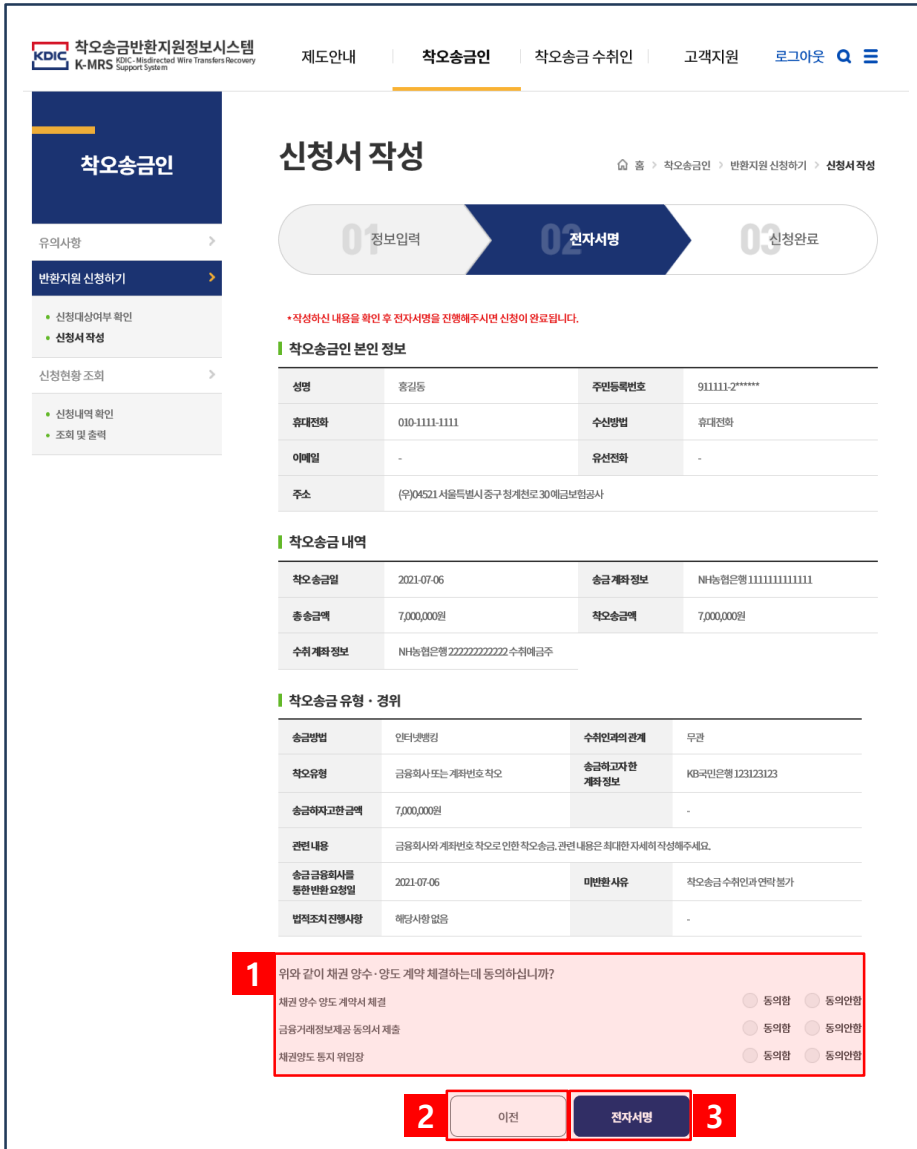 KDIC 착오송금반환지원정보시스템
K-MRS KDIC - Misdirected Wire Transfers Recovery Support System
제도안내 착오송금인 착오송금 수취인 고객지원 로그아웃
착오송금인
유의사항
반환지원 신청하기
신청대상여부 확인
신청서 작성
신청현황 조회
신청내역 확인
조회 및 출력
신청서 작성
홈 > 착오송금인 > 반환지원 신청하기 > 신청서 작성
01 정보입력 02 전자서명 03 신청완료
*작성하신 내용을 확인 후 전자서명을 진행해주시면 신청이 완료됩니다.
착오송금인 본인 정보
성명 홍길동 주민등록번호 911111-2******
휴대전화 010-1111-1111 수신방법 휴대전화
이메일 - 유선전화 -
주소 (우)04521 서울특별시 중구 청계천로 30 예금보험공사
착오송금 내역
착오 송금일 2021-07-06 송금 계좌 정보 NH농협은행 1111111111111
총 송금액 7,000,000원 착오송금액 7,000,000원
수취 계좌 정보 NH농협은행 222222222222 수취예금주
착오송금 유형 · 경위
송금방법 인터넷뱅킹 수취인과의 관계 무관
착오유형 금융회사 또는 계좌번호 착오 송금하고자 한
계좌 정보 KB국민은행 123123123
송금하자고한 금액 7,000,000원 -
관련 내용 금융회사와 계좌번호 착오로 인한 착오송금. 관련 내용은 최대한 자세히 작성해주세요.
송금 금융회사를
통한 반환 요청일 2021-07-06 미반환 사유 착오송금 수취인과 연락 불가
법적조치 진행사항 해당사항 없음 -
1 위와 같이 채권 양수·양도 계약 체결하는데 동의하십니까?
채권 양수 양도 계약서 체결 동의함 동의안함
금융거래정보제공 동의서 제출 동의함 동의안함
채권양도 통지 위임장 동의함 동의안함
2 이전 전자서명 3